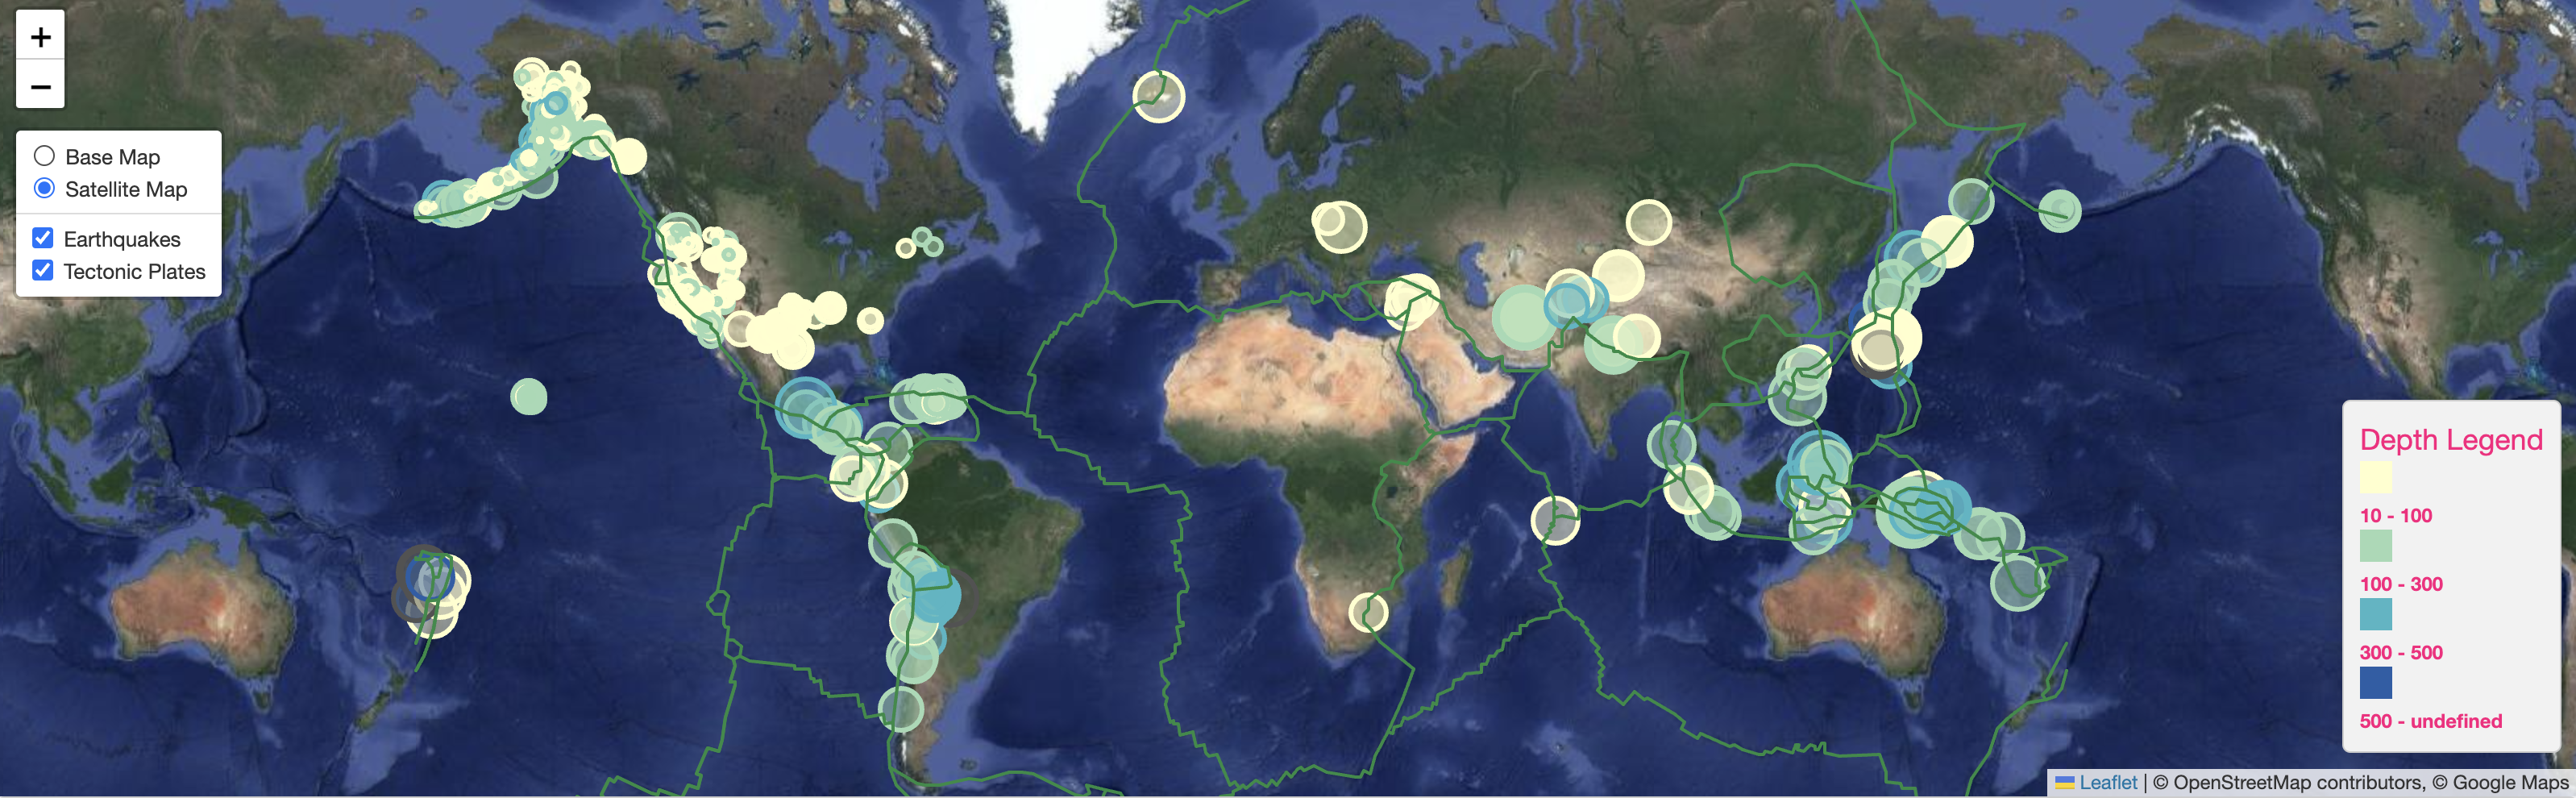 +
−
Base Map
Satellite Map
Earthquakes
Tectonic Plates
Depth Legend
10 - 100
100 - 300
300 - 500
500 - undefined
Leaflet | © OpenStreetMap contributors, © Google Maps